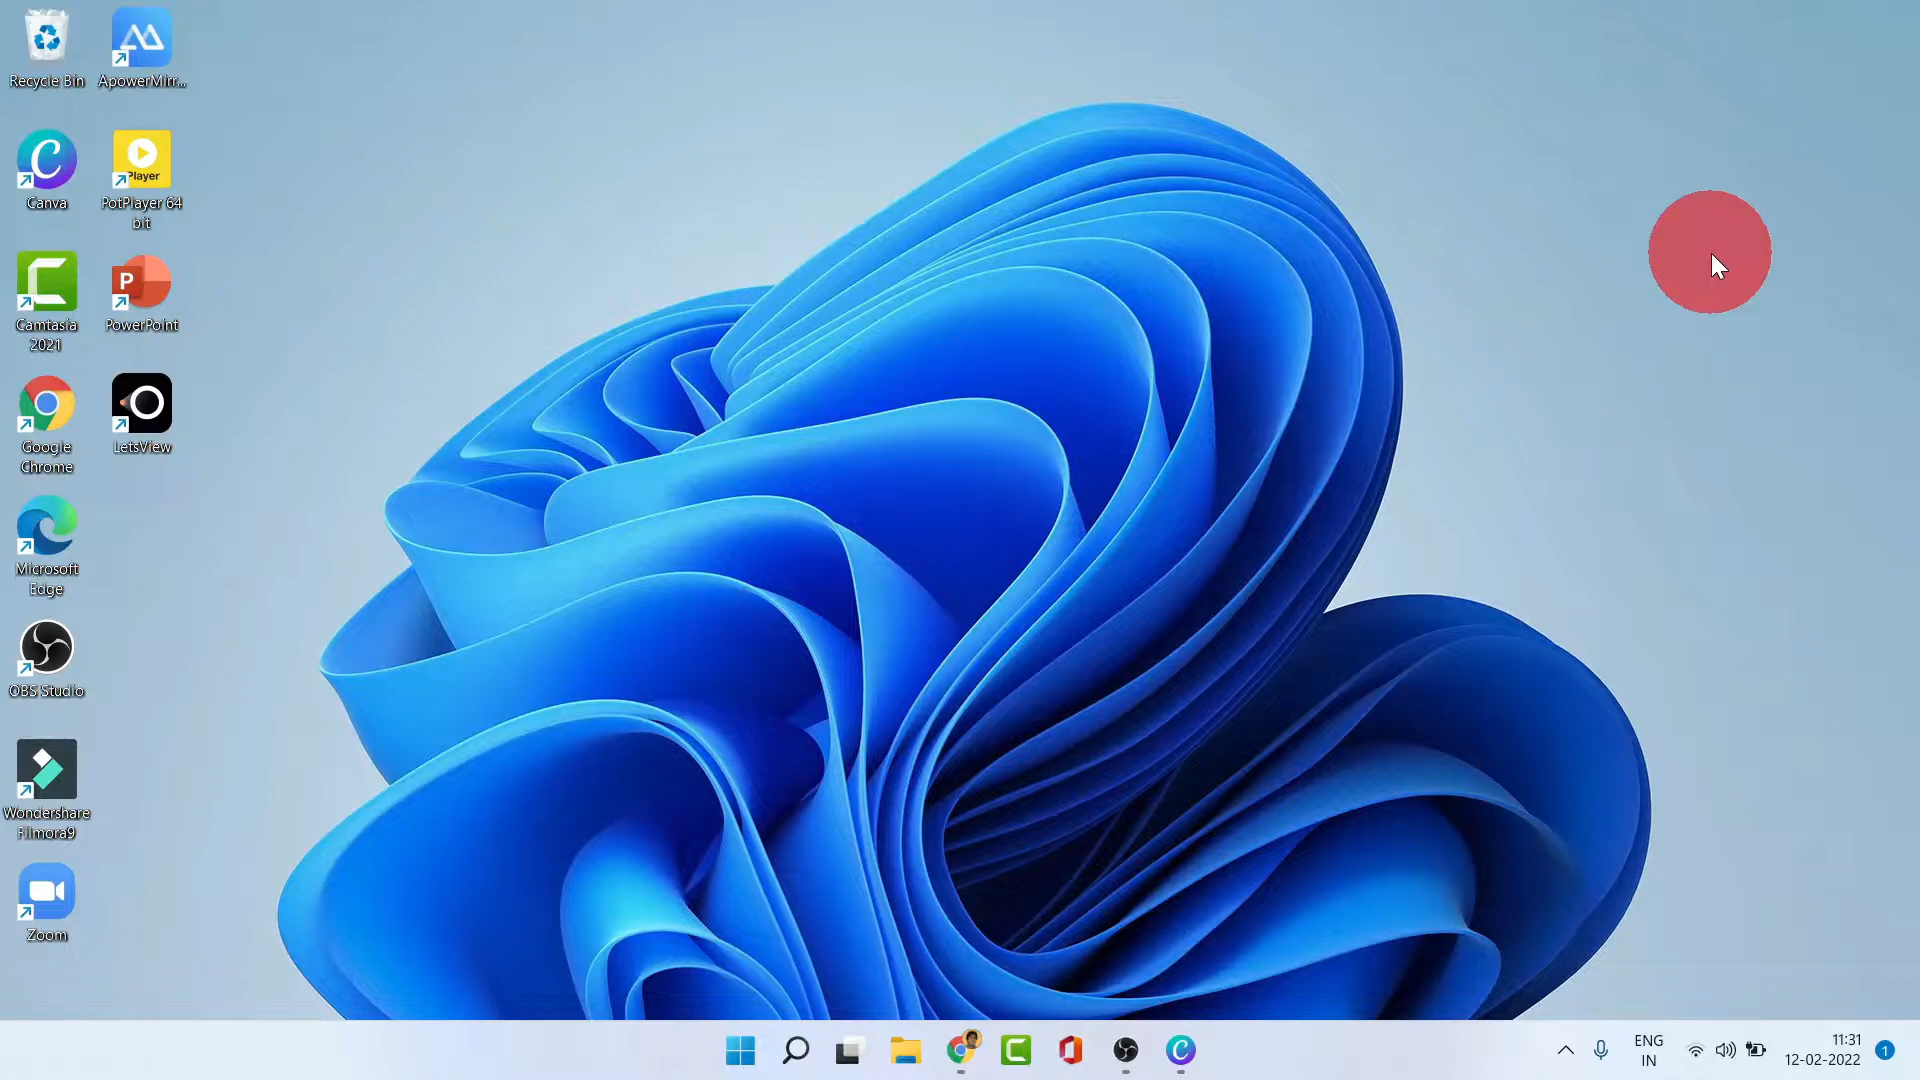 Recycle Bin
ApowerMirr...
Canva
Player
PotPlayer 64
bit
Camtasia
2021
P
PowerPoint
Google
Chrome
LetsView
Microsoft
Edge
OBS Studio
Wondershare
Filmora9
Zoom
ENG
IN
11:31
12-02-2022
1